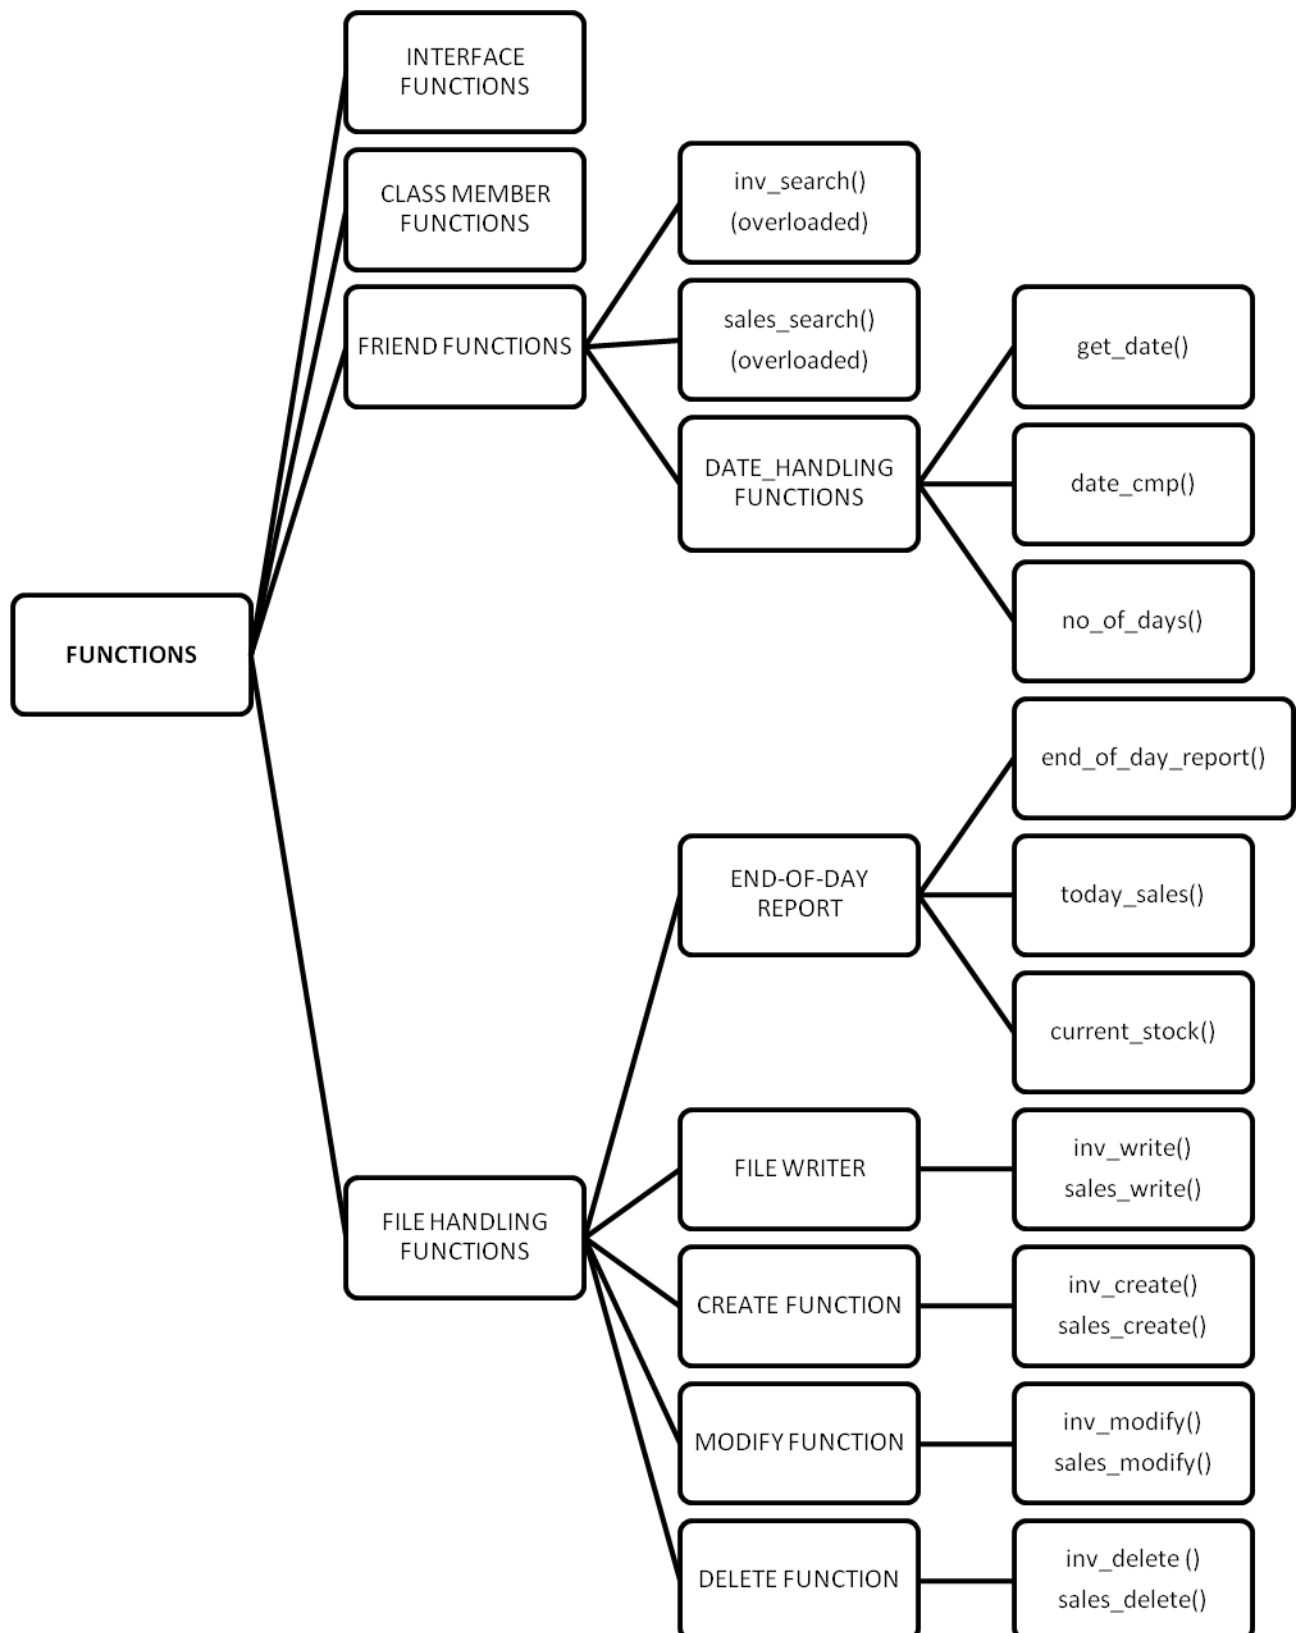 INTERFACE
FUNCTIONS
CLASS MEMBER
FUNCTIONS
inv_search()
(overloaded)
FRIEND FUNCTIONS
sales_search()
(overloaded)
get_date()
DATE_HANDLING
FUNCTIONS
date_cmp()
no_of_days()
FUNCTIONS
end_of_day_report()
END-OF-DAY
REPORT
today_sales()
current_stock()
FILE HANDLING
FUNCTIONS
FILE WRITER
inv_write()
sales_write()
CREATE FUNCTION
inv_create()
sales_create()
MODIFY FUNCTION
inv_modify()
sales_modify()
DELETE FUNCTION
inv_delete ()
sales_delete()